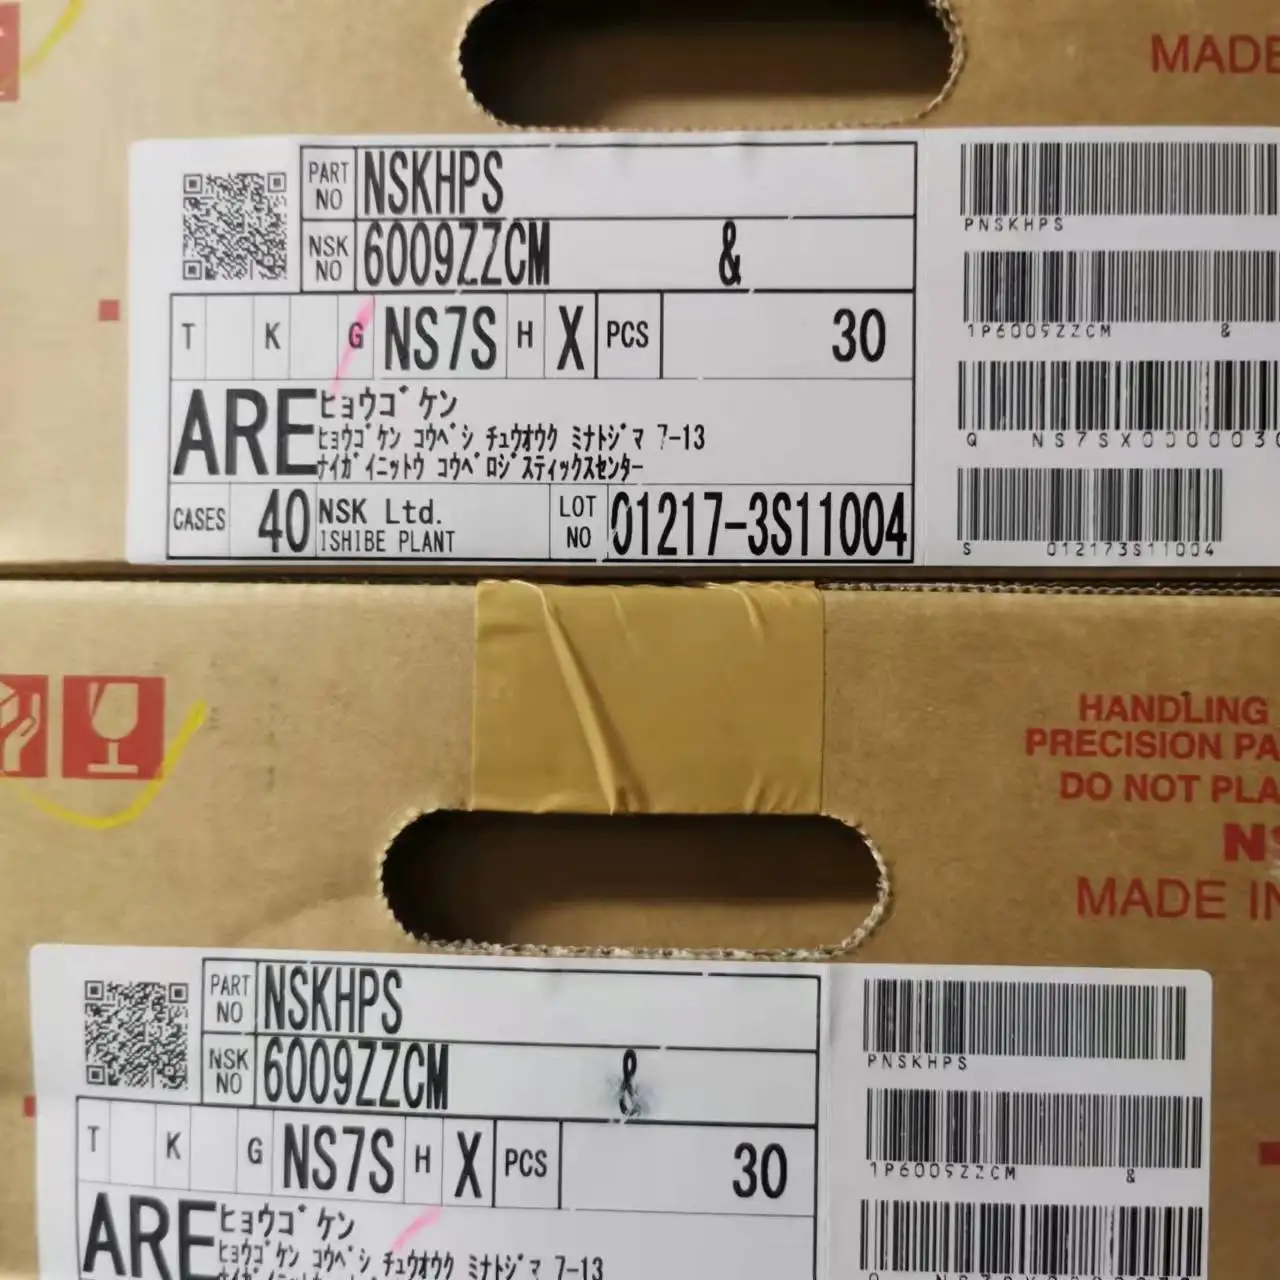 MADE
PART NO NSKHPS
NSK NO 6009ZZCM &
T K G NS7S H X PCS 30
ARE ヒョウゴ ケン
ヒョウゴ ケン コウベ シ チュウオウク ミナトジマ 7-13
ナイガイニットウ コウベ ロジスティックスセンター
CASES 40 NSK Ltd.
ISHIBE PLANT
LOT NO 01217-3S11004
PNSKHPS
1P6009ZZCM &
Q NS7SX0000030
S 012173S11004
HANDLING
PRECISION PA
DO NOT PLA
NS
MADE IN
PART NO NSKHPS
NSK NO 6009ZZCM &
T K G NS7S H X PCS 30
ARE ヒョウゴ ケン
ヒョウゴ ケン コウベ シ チュウオウク ミナトジマ 7-13
PNSKHPS
1P6009ZZCM &